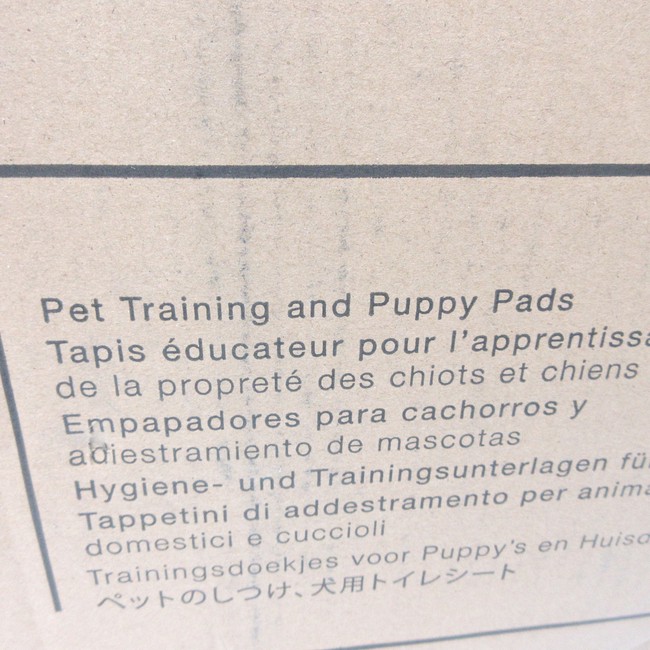 Pet Training and Puppy Pads
Tapis éducateur pour l'apprentissa
de la propreté des chiots et chiens
Empapadores para cachorros y
adiestramiento de mascotas
Hygiene- und Trainingsunterlagen fü
Tappetini di addestramento per anima
domestici e cuccioli
Trainingsdoekjes voor Puppy's en Huisd
ペットのしつけ、犬用トイレシート